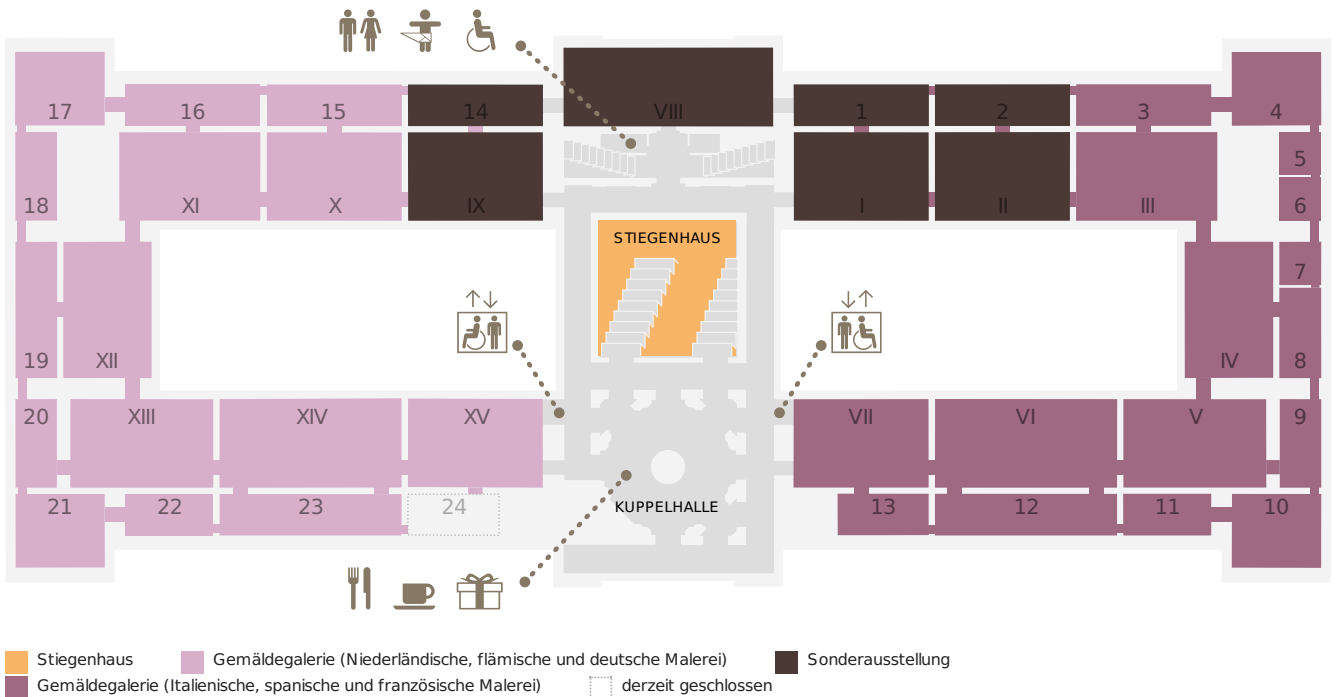 17 16 15 14 VIII 1 2 3 4
5
18 XI X IX I II III 6
STIEGENHAUS
7
19 XII IV 8
20 XIII XIV XV VII VI V 9
21 22 23 24 KUPPELHALLE 13 12 11 10
Stiegenhaus Gemäldegalerie (Niederländische, flämische und deutsche Malerei) Sonderausstellung
Gemäldegalerie (Italienische, spanische und französische Malerei) derzeit geschlossen